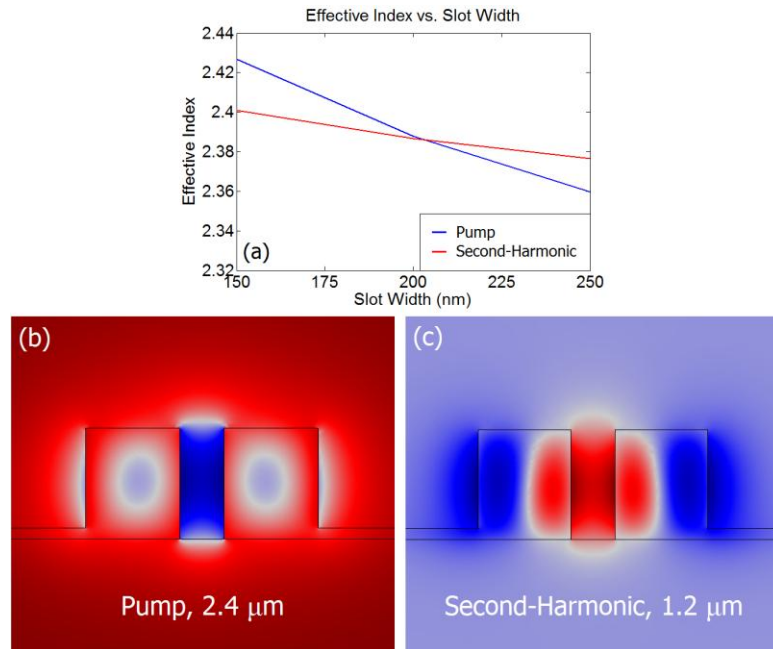 Effective Index vs. Slot Width
2.44
2.42
2.4
2.38
2.36
2.34
2.32
Effective Index
(a)
Pump
Second-Harmonic
150 175 200 225 250
Slot Width (nm)
(b)
Pump, 2.4 μm
(c)
Second-Harmonic, 1.2 μm